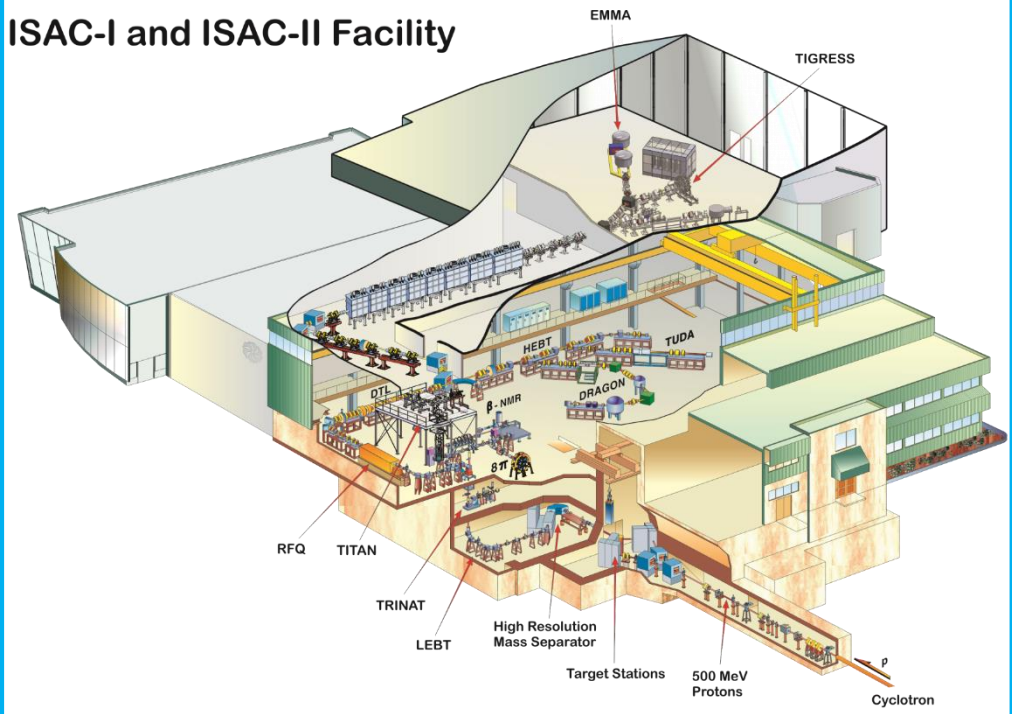 ISAC-I and ISAC-II Facility
EMMA
TIGRESS
HEBT
TUDA
DTL
DRAGON
β-NMR
8π
RFQ
TITAN
TRINAT
LEBT
High Resolution
Mass Separator
Target Stations
500 MeV
Protons
p
Cyclotron